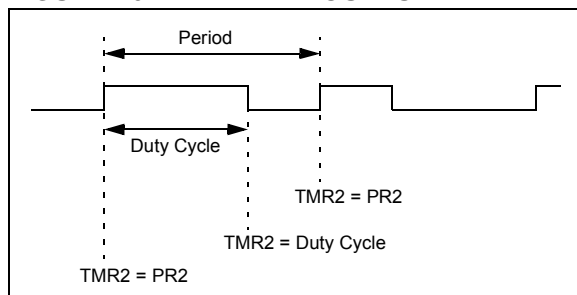 Period
Duty Cycle
TMR2 = PR2
TMR2 = Duty Cycle
TMR2 = PR2